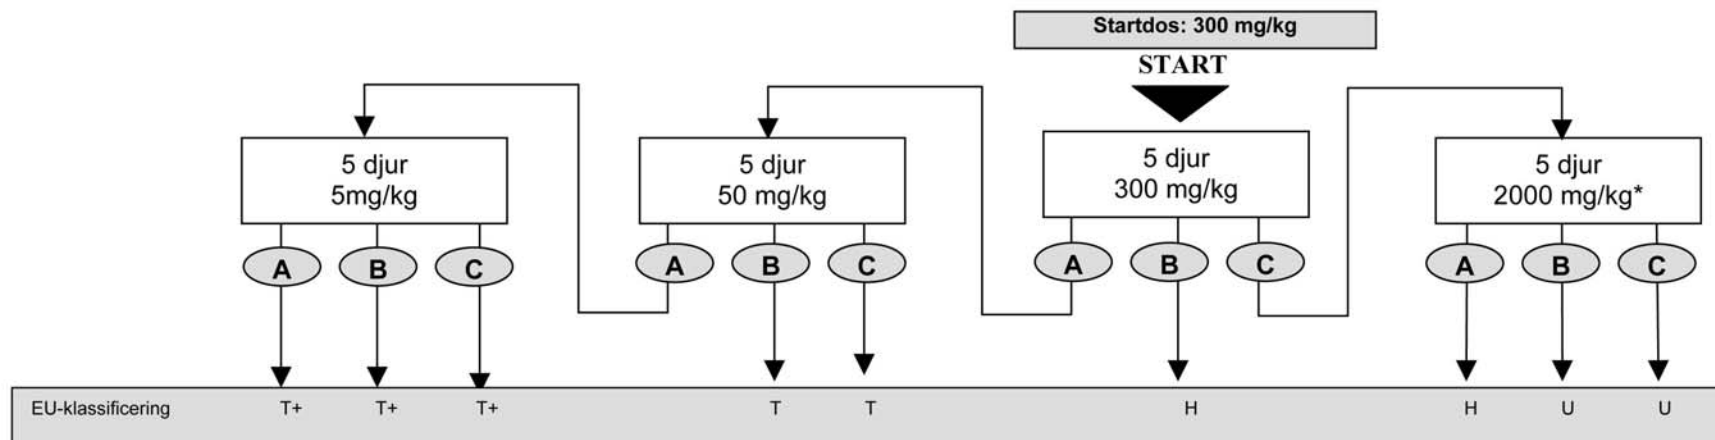 Startdos: 300 mg/kg
START
5 djur
5mg/kg
5 djur
50 mg/kg
5 djur
300 mg/kg
5 djur
2000 mg/kg*
A B C A B C A B C A B C
EU-klassificering T+ T+ T+ T T H H U U